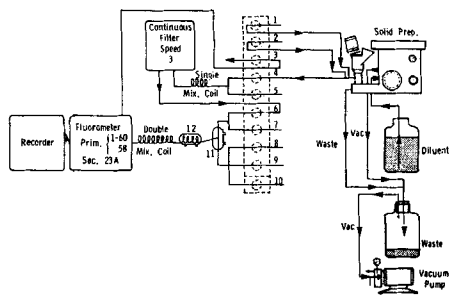 Continuous
Filter
Speed
3
1
2
3
4
5
6
7
8
9
10
Solid Prep.
Single
Mix. Coil
Recorder
Fluorometer
Prim. { 1-60
5B
Sec. 23A
Double
Mix. Coil
12
11
Waste
Vac
Diluent
Vac
Waste
Vacuum
Pump